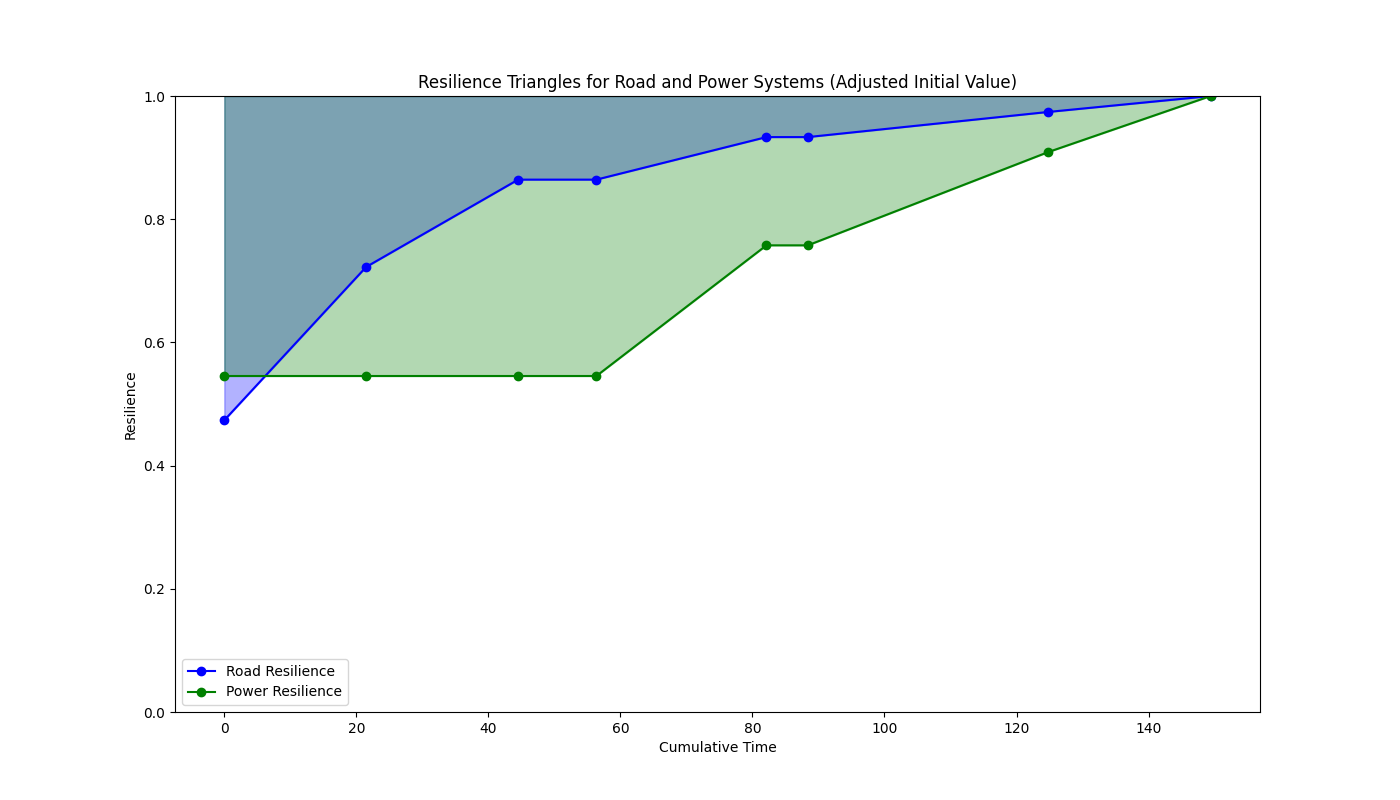 Resilience Triangles for Road and Power Systems (Adjusted Initial Value)
1.0
0.8
0.6
0.4
0.2
0.0
Resilience
Road Resilience
Power Resilience
0 20 40 60 80 100 120 140
Cumulative Time